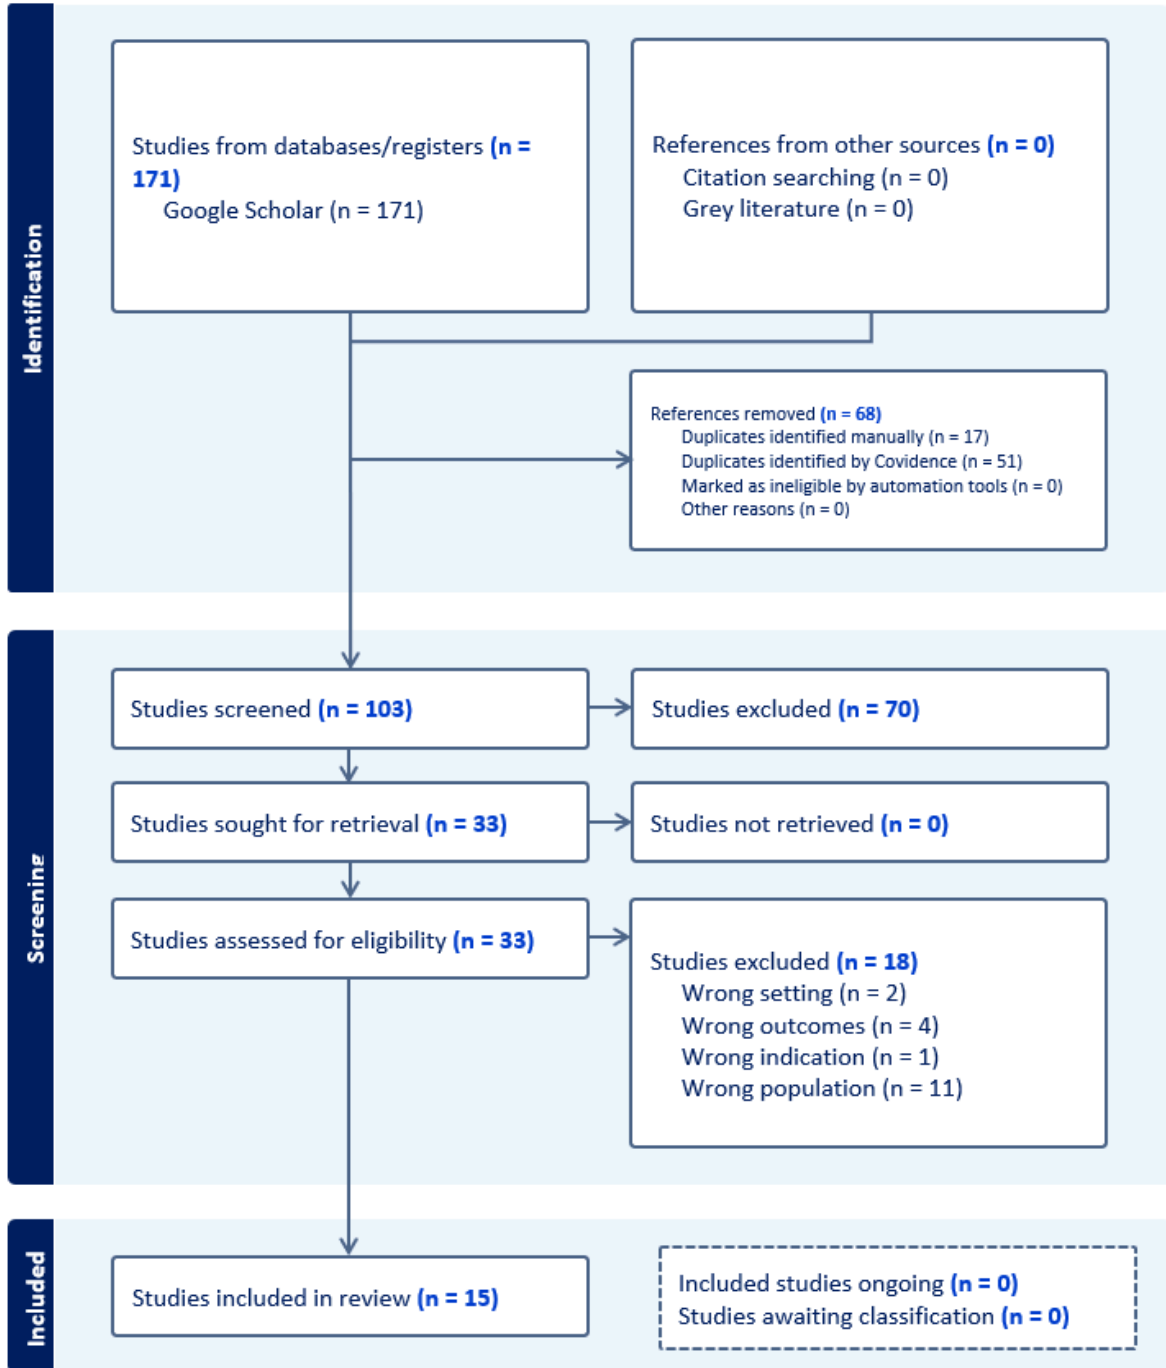 Identification
Studies from databases/registers (n =
171)
Google Scholar (n = 171)
References from other sources (n = 0)
Citation searching (n = 0)
Grey literature (n = 0)
References removed (n = 68)
Duplicates identified manually (n = 17)
Duplicates identified by Covidence (n = 51)
Marked as ineligible by automation tools (n = 0)
Other reasons (n = 0)
Screening
Studies screened (n = 103)
Studies excluded (n = 70)
Studies sought for retrieval (n = 33)
Studies not retrieved (n = 0)
Studies assessed for eligibility (n = 33)
Studies excluded (n = 18)
Wrong setting (n = 2)
Wrong outcomes (n = 4)
Wrong indication (n = 1)
Wrong population (n = 11)
Included
Studies included in review (n = 15)
Included studies ongoing (n = 0)
Studies awaiting classification (n = 0)